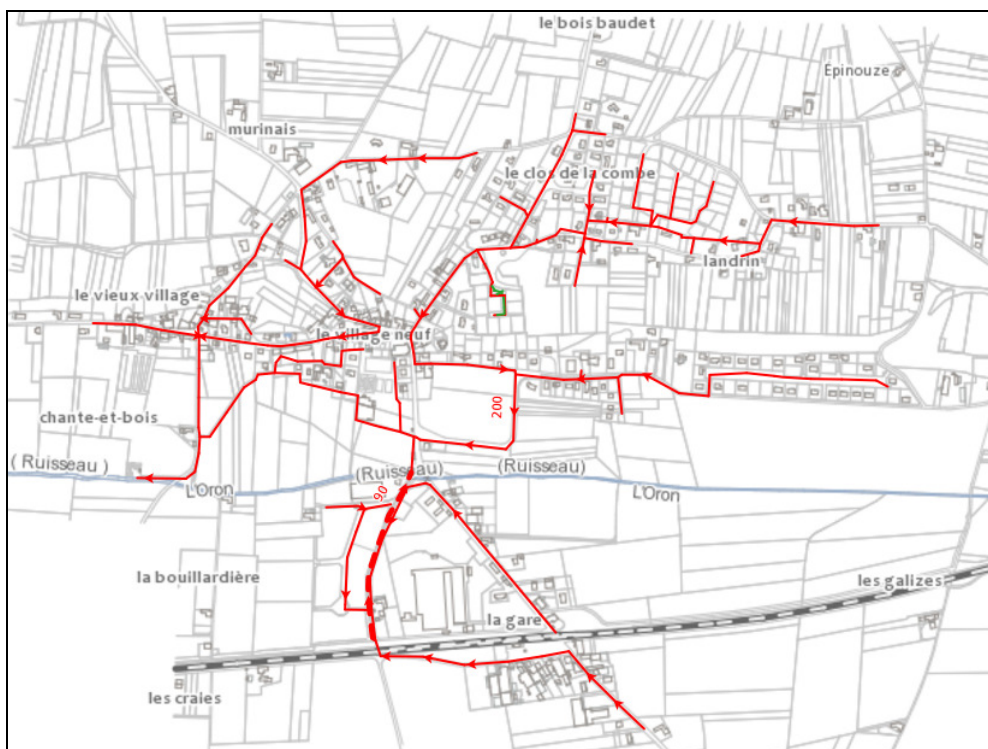 le bois baudet
Epinouze
murinais
le clos de la combe
landrin
le vieux village
le village neuf
chante-et-bois
200
( Ruisseau )
(Ruisseau)
(Ruisseau)
L'Oron
L'Oron
90
la bouillardière
les galizes
la gare
les craies